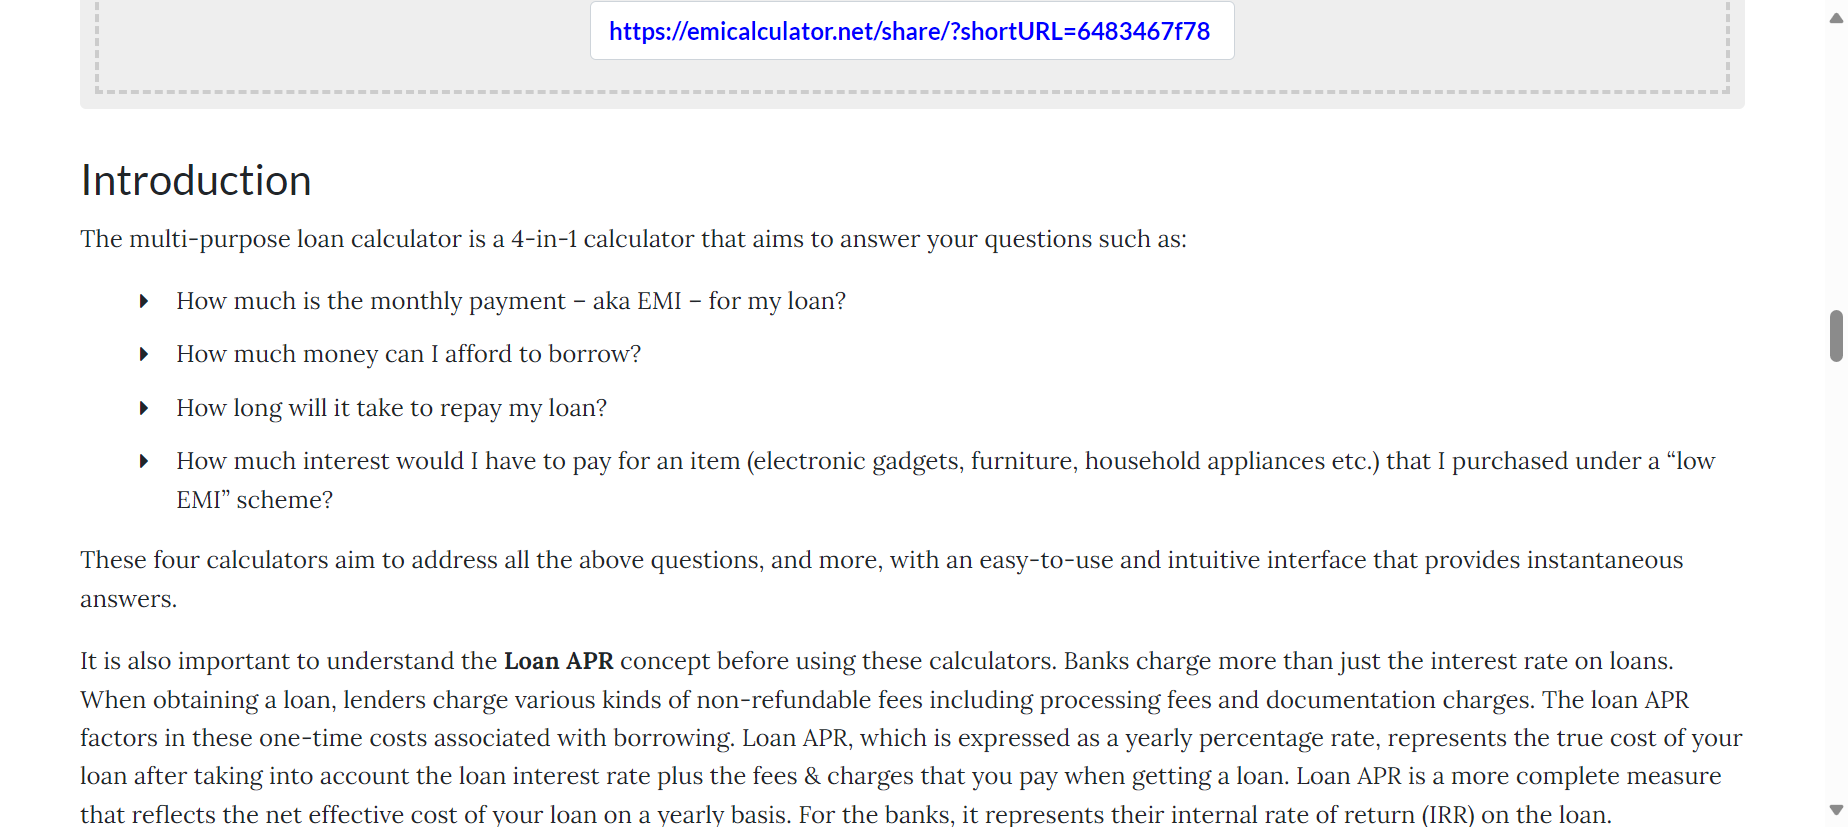 https://emicalculator.net/share/?shortURL=6483467f78
Introduction
The multi-purpose loan calculator is a 4-in-1 calculator that aims to answer your questions such as:
How much is the monthly payment – aka EMI – for my loan?
How much money can I afford to borrow?
How long will it take to repay my loan?
How much interest would I have to pay for an item (electronic gadgets, furniture, household appliances etc.) that I purchased under a “low
EMI” scheme?
These four calculators aim to address all the above questions, and more, with an easy-to-use and intuitive interface that provides instantaneous
answers.
It is also important to understand the Loan APR concept before using these calculators. Banks charge more than just the interest rate on loans.
When obtaining a loan, lenders charge various kinds of non-refundable fees including processing fees and documentation charges. The loan APR
factors in these one-time costs associated with borrowing. Loan APR, which is expressed as a yearly percentage rate, represents the true cost of your
loan after taking into account the loan interest rate plus the fees & charges that you pay when getting a loan. Loan APR is a more complete measure
that reflects the net effective cost of your loan on a yearly basis. For the banks, it represents their internal rate of return (IRR) on the loan.